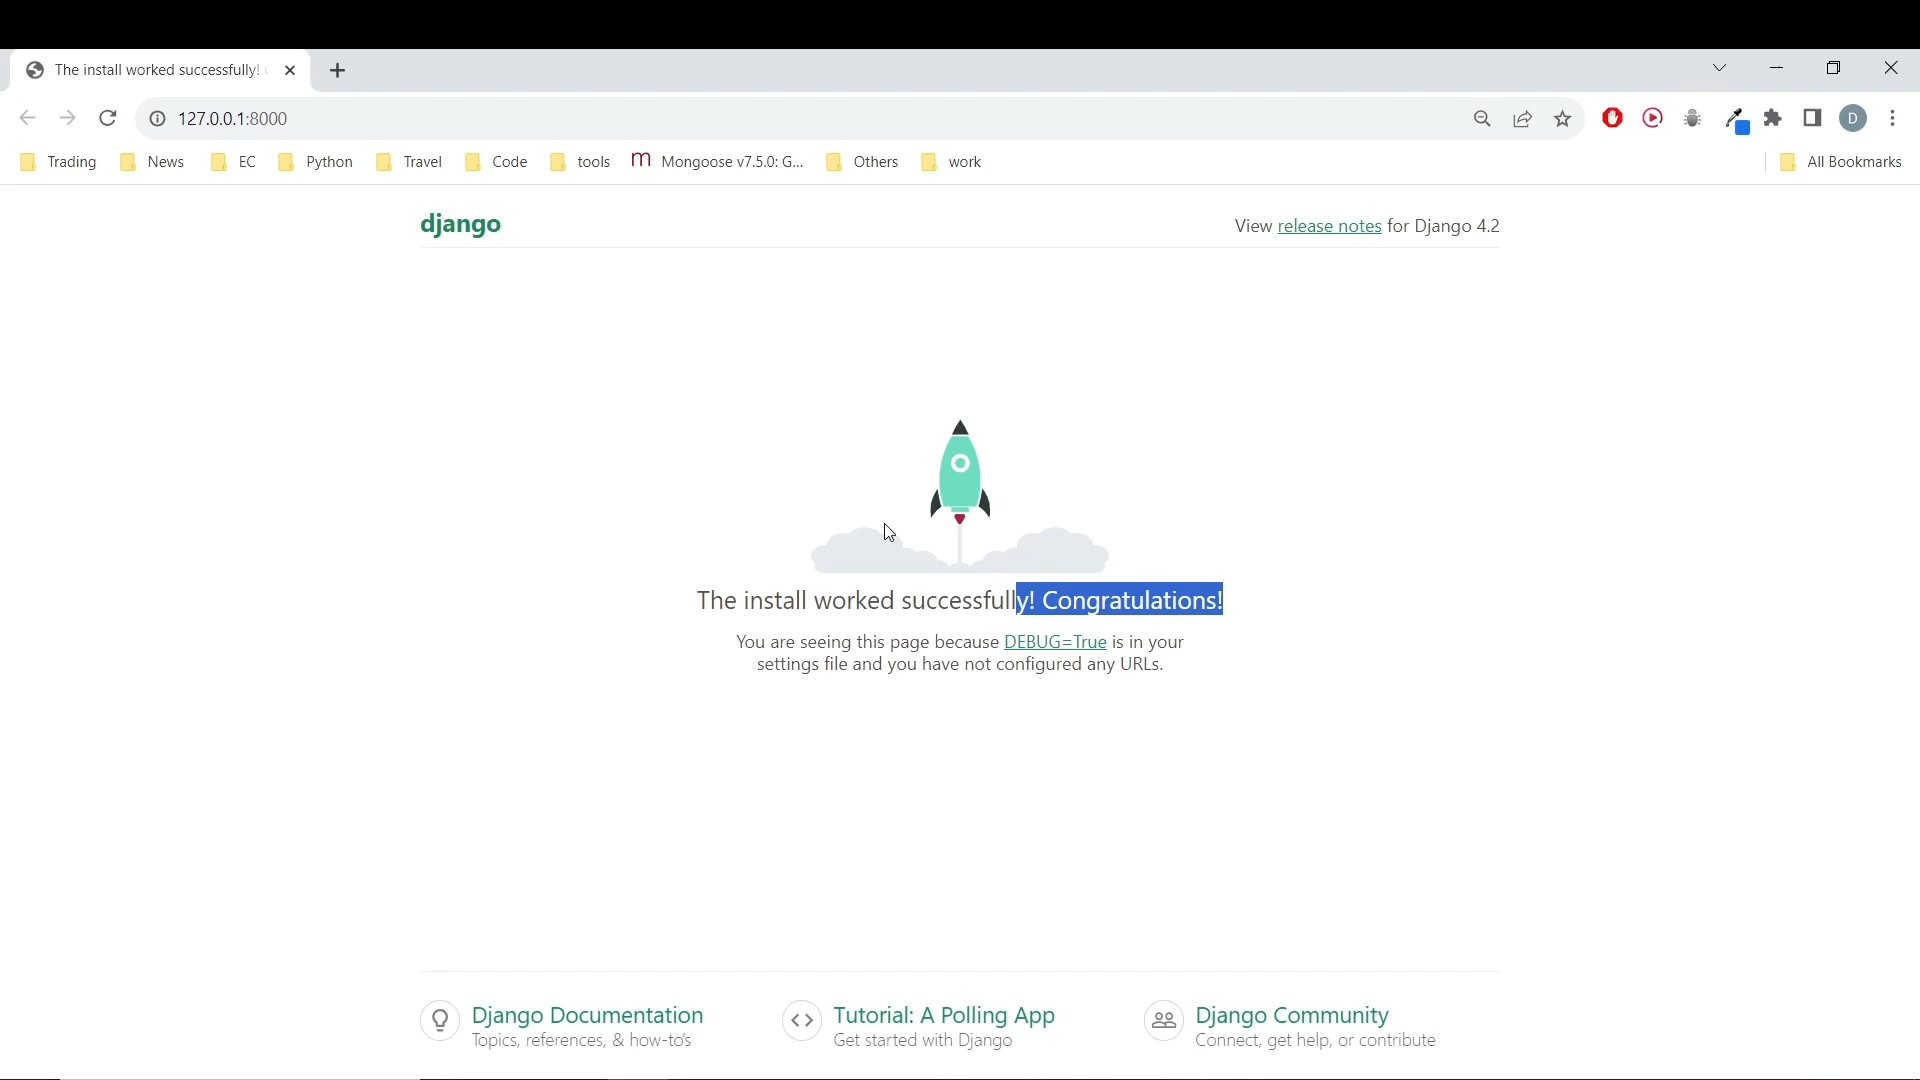 The install worked successfully!
127.0.0.1:8000
Trading News EC Python Travel Code tools Mongoose v7.5.0: G... Others work All Bookmarks
django
View release notes for Django 4.2
The install worked successfully! Congratulations!
You are seeing this page because DEBUG=True is in your
settings file and you have not configured any URLs.
Django Documentation
Topics, references, & how-to's
Tutorial: A Polling App
Get started with Django
Django Community
Connect, get help, or contribute